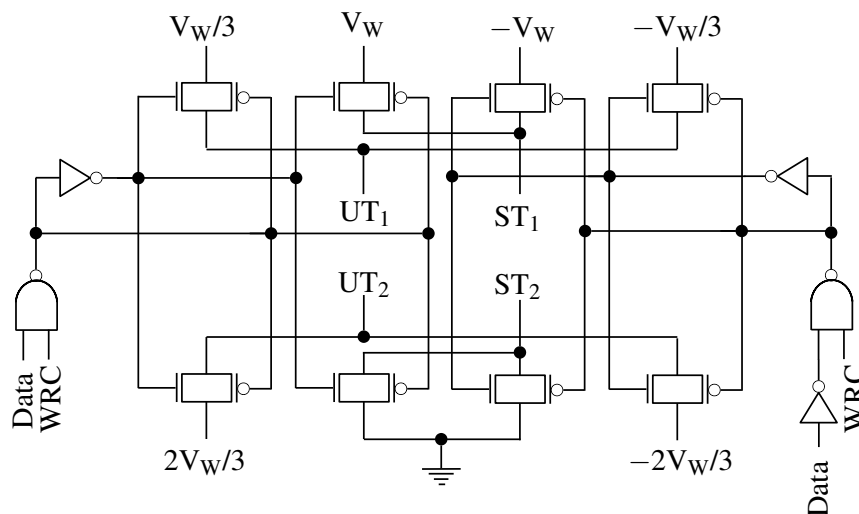 V_W/3
V_W
−V_W
−V_W/3
UT_1
ST_1
UT_2
ST_2
Data
WRC
WRC
2V_W/3
−2V_W/3
Data